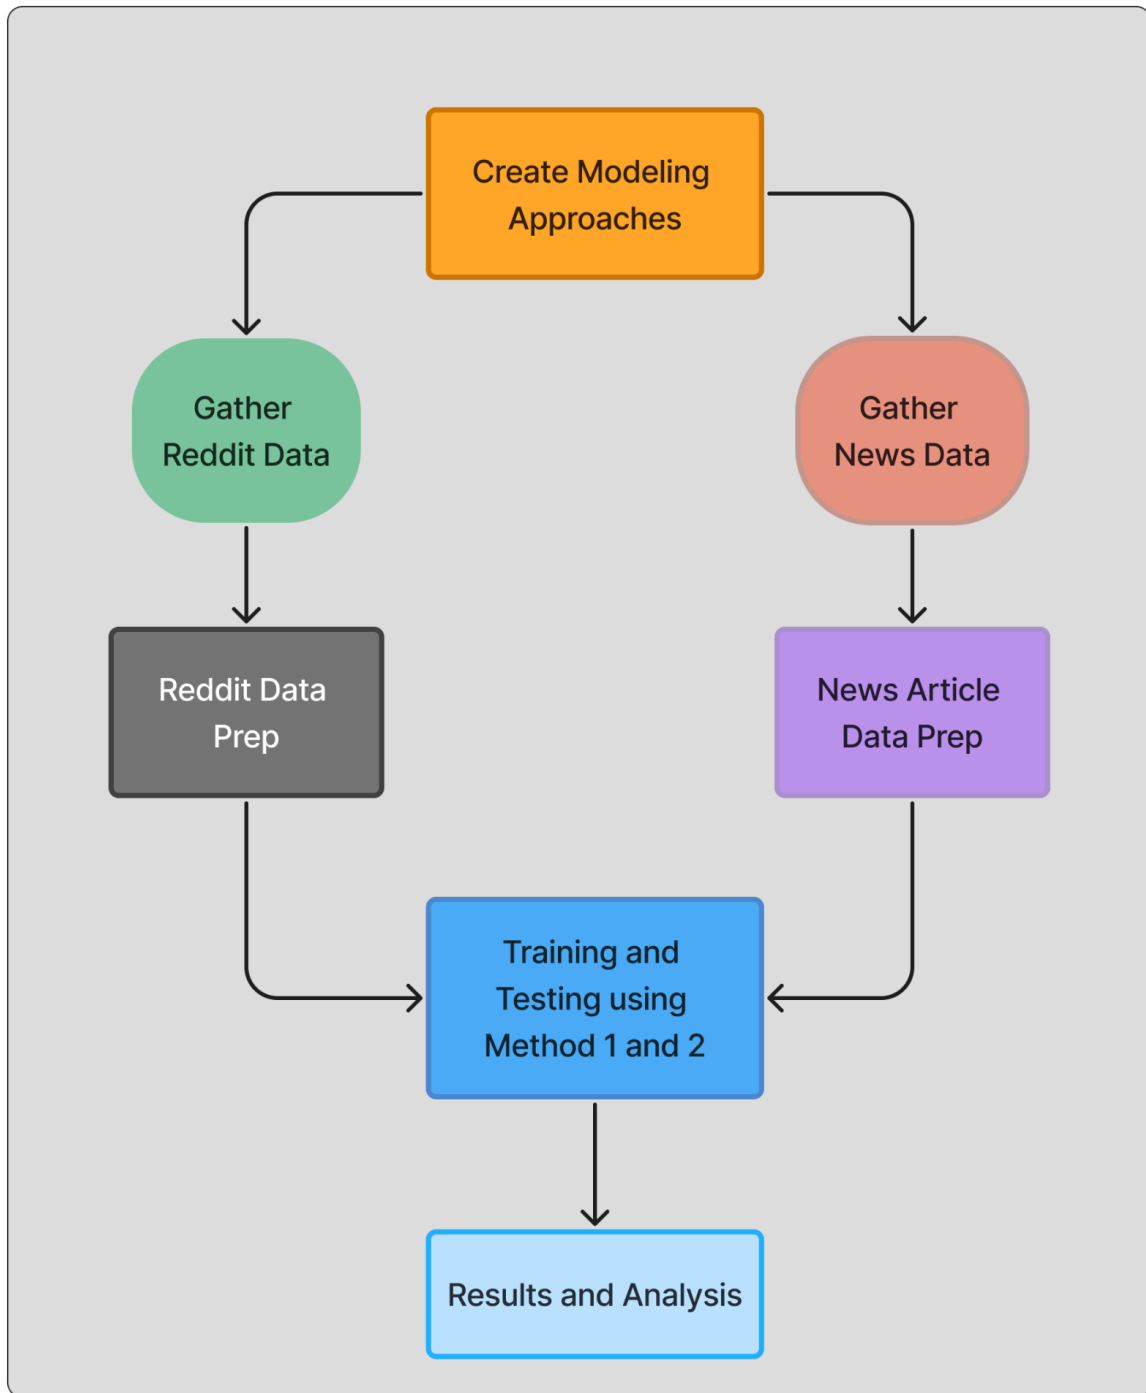 Create Modeling
Approaches
Gather
Reddit Data
Gather
News Data
Reddit Data
Prep
News Article
Data Prep
Training and
Testing using
Method 1 and 2
Results and Analysis